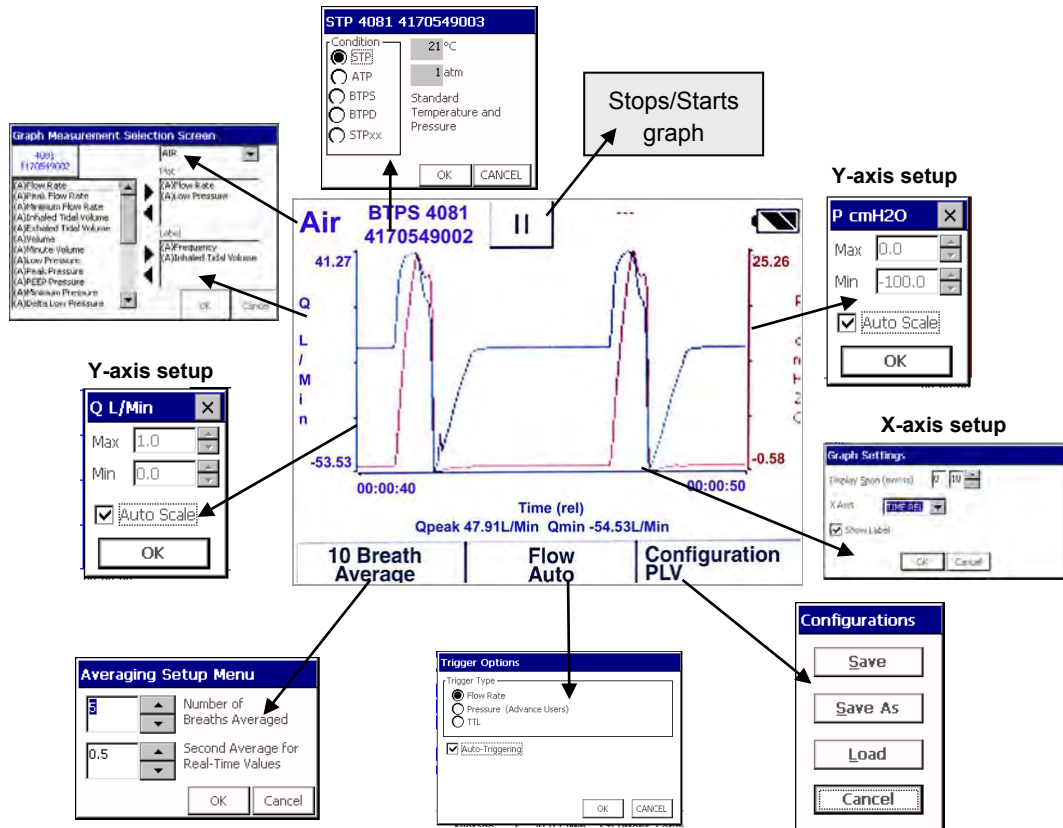 STP 4081 4170549003
Condition
STP
ATP
BTPS
BTPD
STPxx
21 °C
1 atm
Standard
Temperature and
Pressure
OK CANCEL
Stops/Starts
graph
Graph Measurement Selection Screen
4081
4170549002
AIR
Plot
(A)Flow Rate
(A)Peak Flow Rate
(A)Minimum Flow Rate
(A)Inhaled Tidal Volume
(A)Exhaled Tidal Volume
(A)Volume
(A)Minute Volume
(A)Low Pressure
(A)Peak Pressure
(A)PEEP Pressure
(A)Minimum Pressure
(A)Delta Low Pressure
(A)Flow Rate
(A)Low Pressure
Label
(A)Frequency
(A)Inhaled Tidal Volume
OK Cancel
Y-axis setup
P cmH2O
Max 0.0
Min -100.0
Auto Scale
OK
Air
BTPS 4081
4170549002
---
41.27
Q L/Min
-53.53
25.26
P cmH2O
-0.58
00:00:40
00:00:50
Time (rel)
Qpeak 47.91L/Min Qmin -54.53L/Min
10 Breath
Average
Flow
Auto
Configuration
PLV
Y-axis setup
Q L/Min
Max 1.0
Min 0.0
Auto Scale
OK
X-axis setup
Graph Settings
Display Span (mm:ss) 0 10
X Axis TIME REL
Show Label
OK Cancel
Averaging Setup Menu
5
Number of
Breaths Averaged
0.5
Second Average for
Real-Time Values
OK Cancel
Trigger Options
Trigger Type
Flow Rate
Pressure (Advance Users)
TTL
Auto-Triggering
OK CANCEL
Configurations
Save
Save As
Load
Cancel